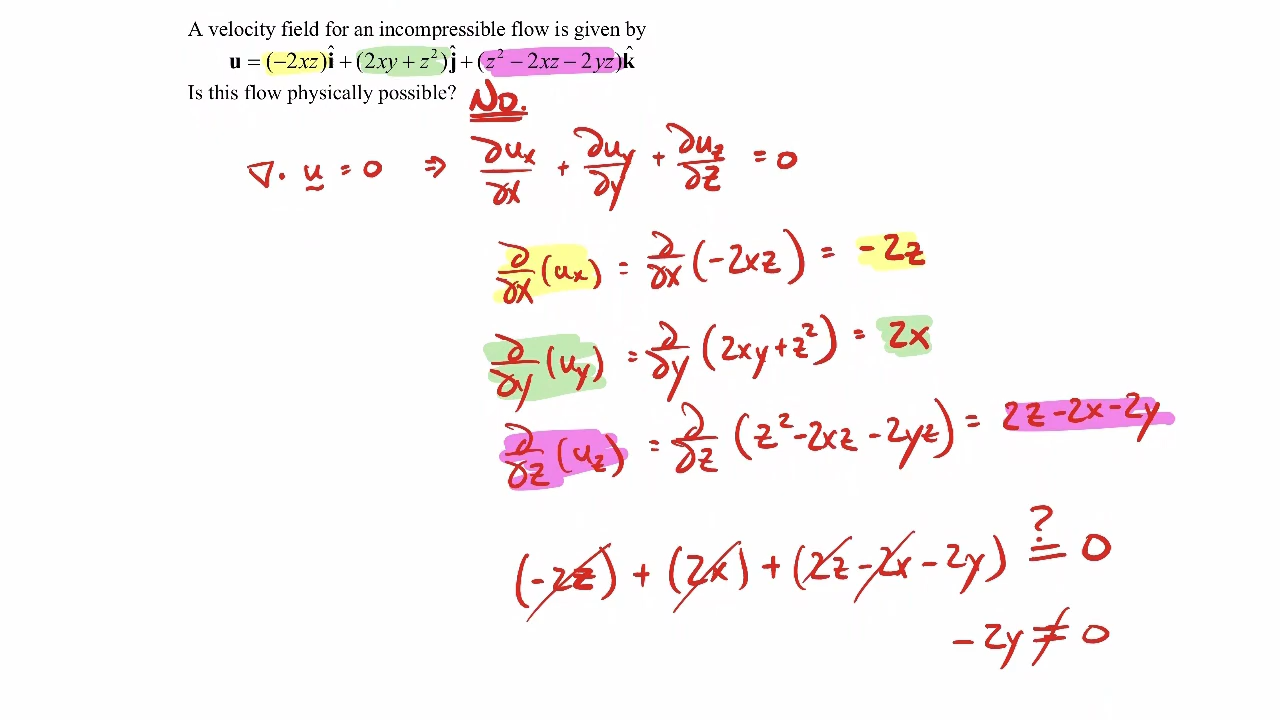 A velocity field for an incompressible flow is given by
u = (−2xz)î + (2xy + z²)ĵ + (z² − 2xz − 2yz)k̂
Is this flow physically possible? No.
∇· u = 0 ⇒ ∂uₓ/∂x + ∂u_y/∂y + ∂u_z/∂z = 0
∂/∂x (uₓ) = ∂/∂x (-2xz) = -2z
∂/∂y (u_y) = ∂/∂y (2xy+z²) = 2x
∂/∂z (u_z) = ∂/∂z (z²-2xz-2yz) = 2z-2x-2y
(-2z) + (2x) + (2z-2x-2y) ≟ 0
-2y ≠ 0